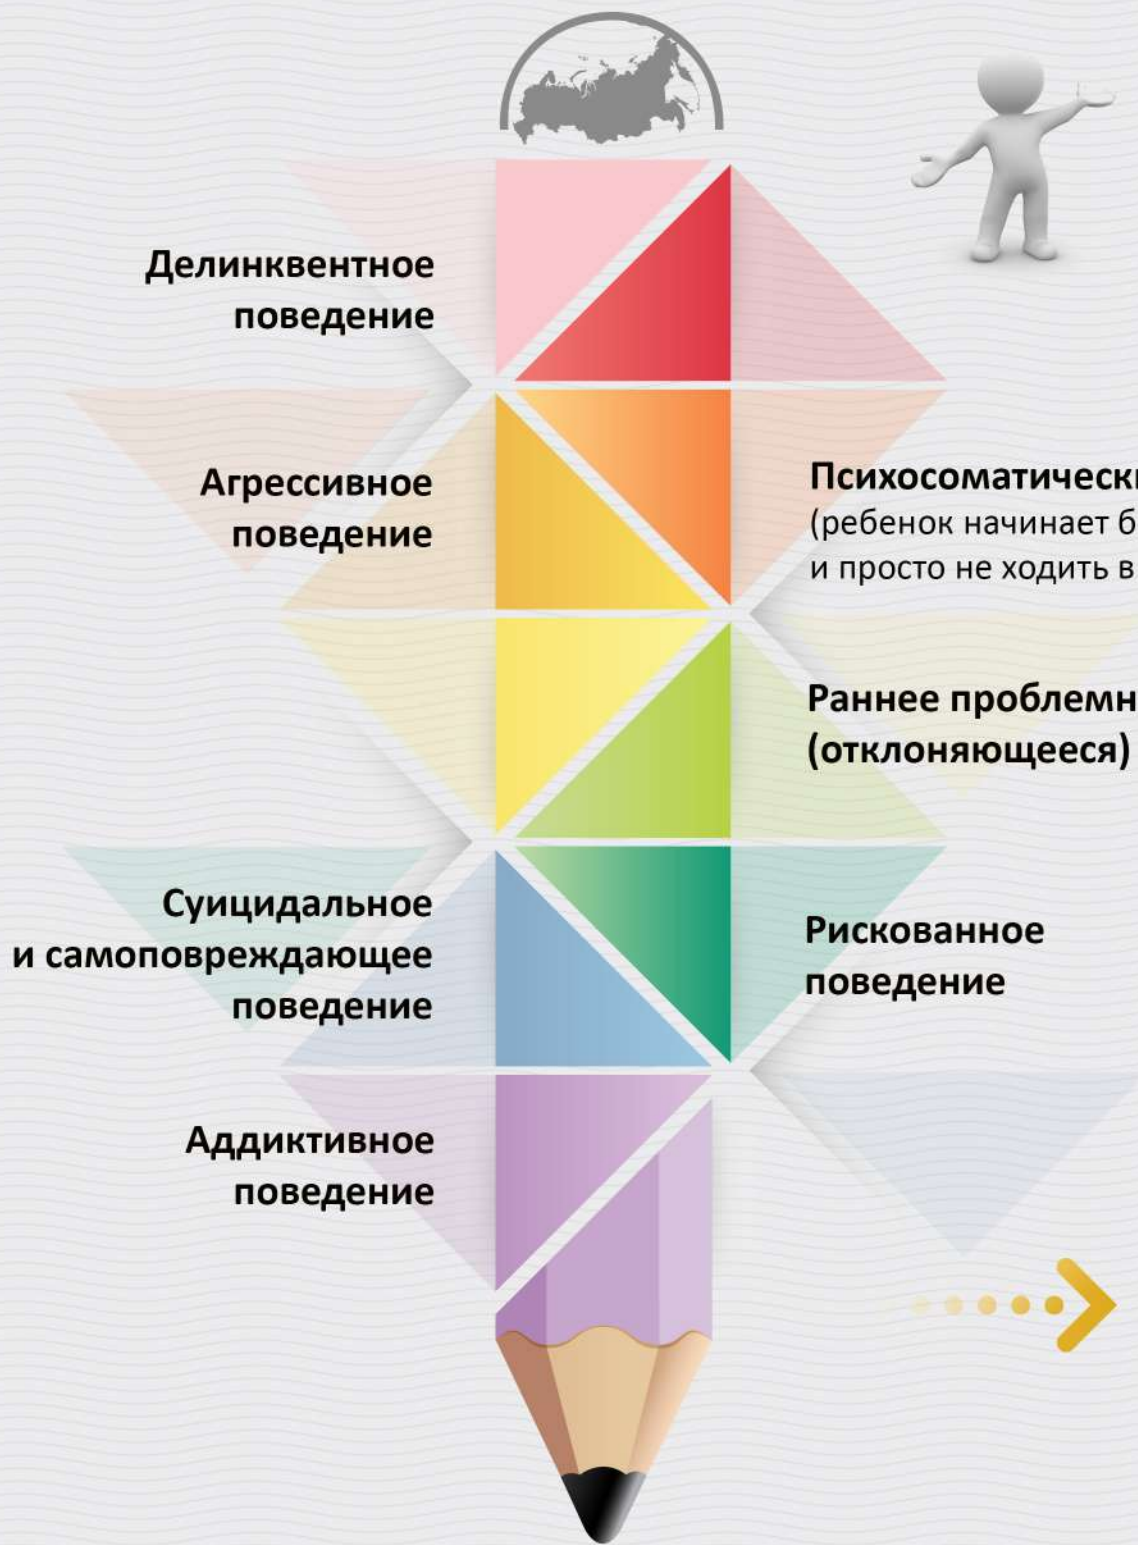 Делинквентное
поведение
Агрессивное
поведение
(ребенок начинает
и просто не ходить в
Раннее
(отклоняющееся)
Суицидальное
и самоповреждающее
поведение
Рискованное
поведение
Аддиктивное
поведение